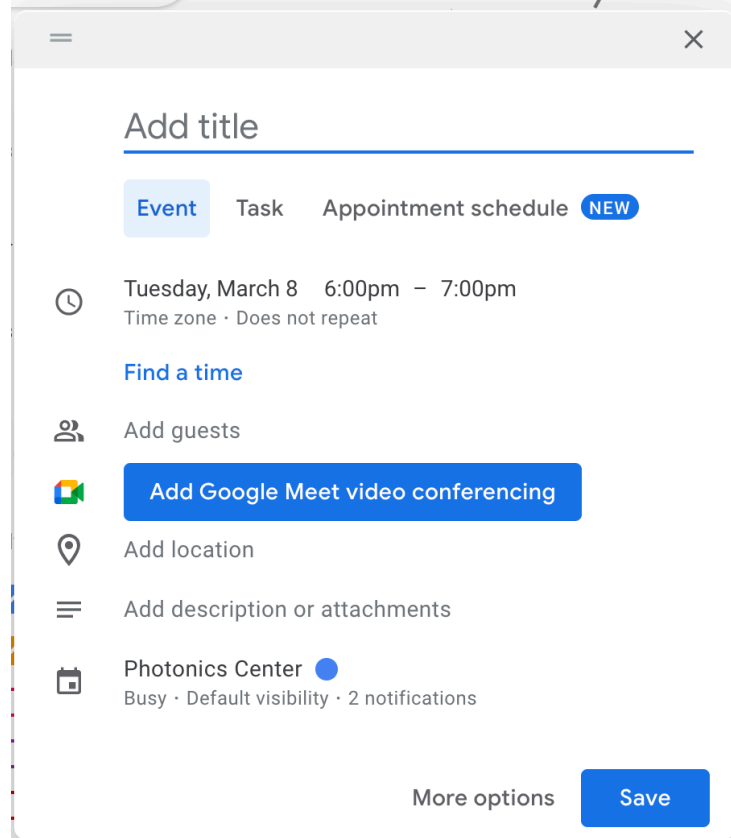 Add title
Event Task Appointment schedule NEW
Tuesday, March 8 6:00pm – 7:00pm
Time zone · Does not repeat
Find a time
Add guests
Add Google Meet video conferencing
Add location
Add description or attachments
Photonics Center
Busy · Default visibility · 2 notifications
More options Save